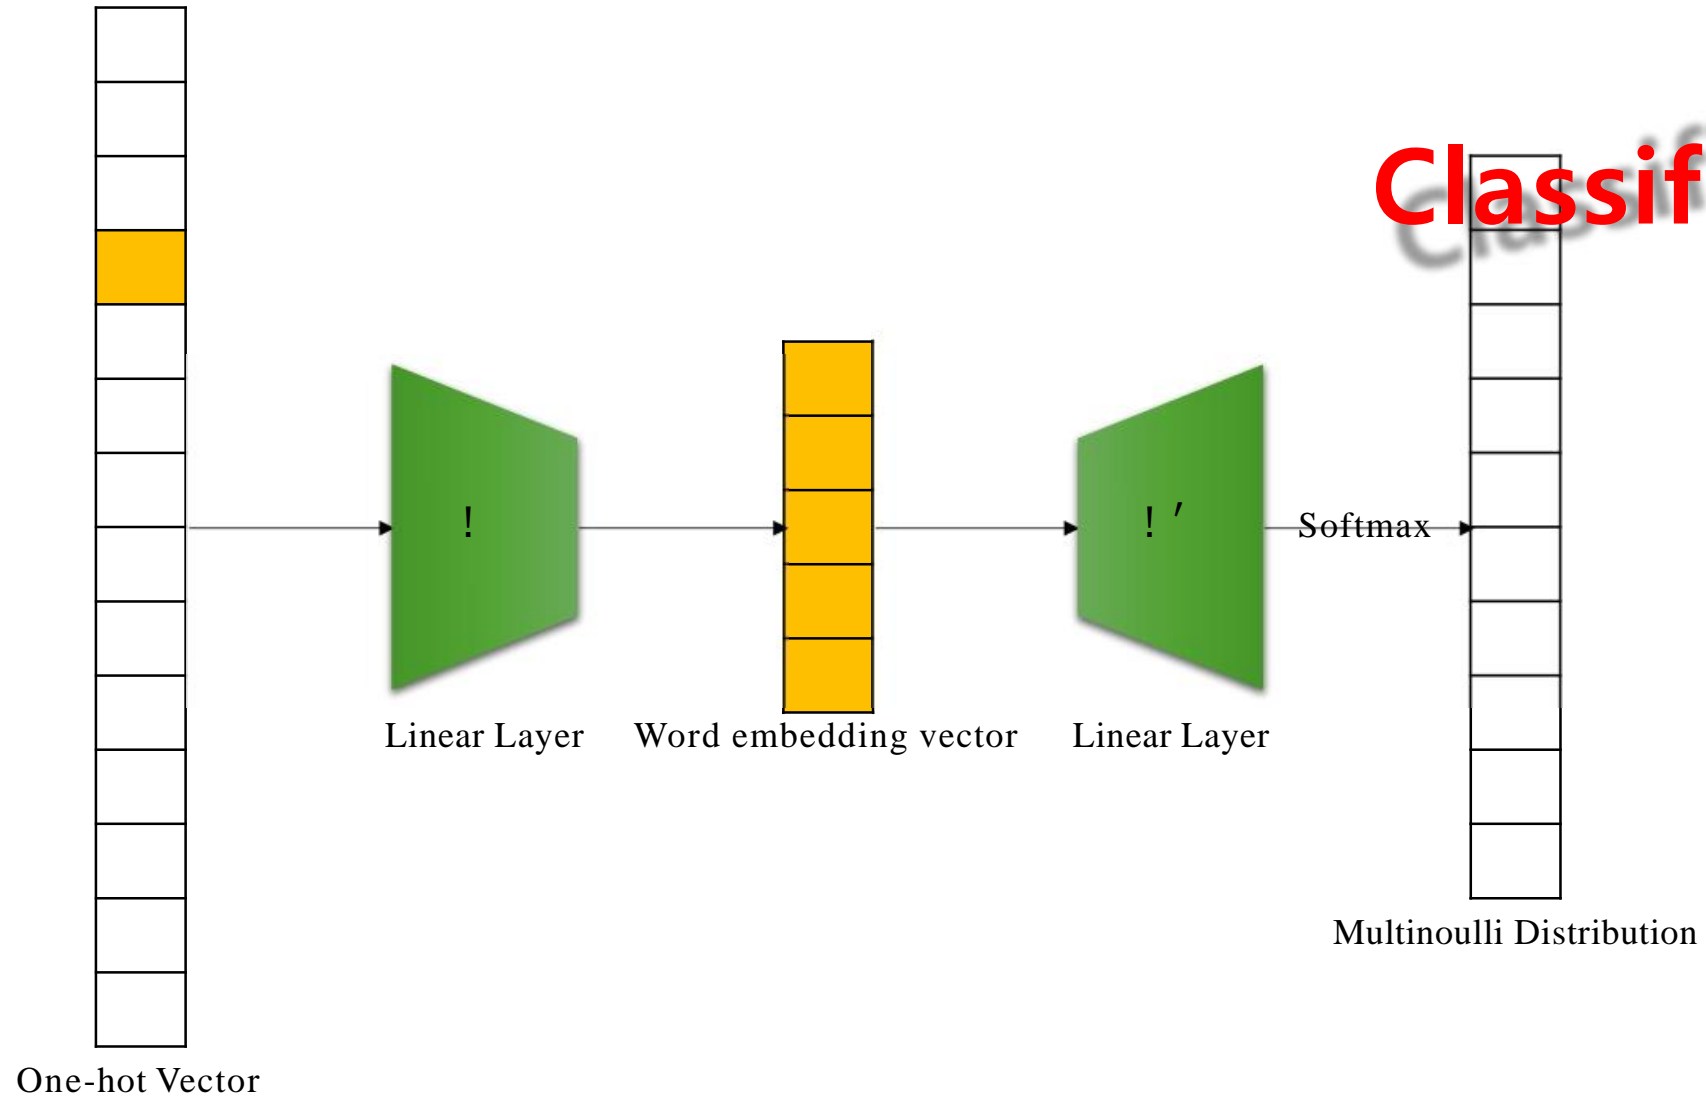 Classif
!
!′
Softmax
Linear Layer
Word embedding vector
Linear Layer
Multinoulli Distribution
One-hot Vector